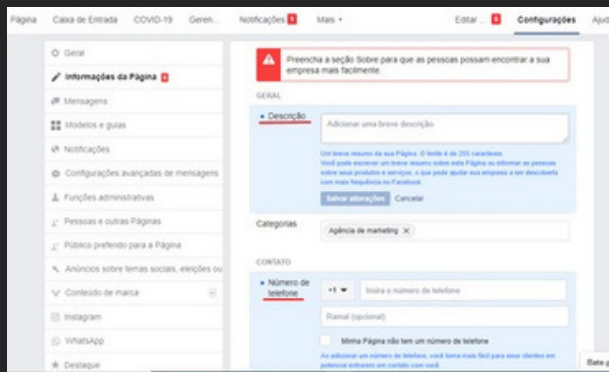 Página Caixa de Entrada COVID-19 Geren... Notificações 1 Mais Editar ... 8 Configurações Ajud
Geral
Informações da Página
Mensagens
Modelos e guias
Notificações
Configurações avançadas de mensagens
Funções administrativas
Pessoas e outras Páginas
Público preferido para a Página
Anúncios sobre temas sociais, eleições ou
Conteúdo de marca
Instagram
WhatsApp
Destaque
Preencha a seção Sobre para que as pessoas possam encontrar a sua
empresa mais facilmente.
GERAL
Descrição
Adicionar uma breve descrição
Um breve resumo da sua Página. O limite é de 255 caracteres
Você pode escrever um breve resumo sobre esta Página ou informar as pessoas
sobre seus produtos e serviços, o que pode ajudar sua empresa a ser descoberta
com mais frequência no Facebook.
Salvar alterações Cancelar
Categorias
Agência de marketing
CONTATO
Número de
telefone
+1
Insira o número de telefone
Ramal (opcional)
Minha Página não tem um número de telefone
Ao adicionar um número de telefone, você torna mais fácil para seus clientes em
potencial entrarem em contato com você.
Bate-p